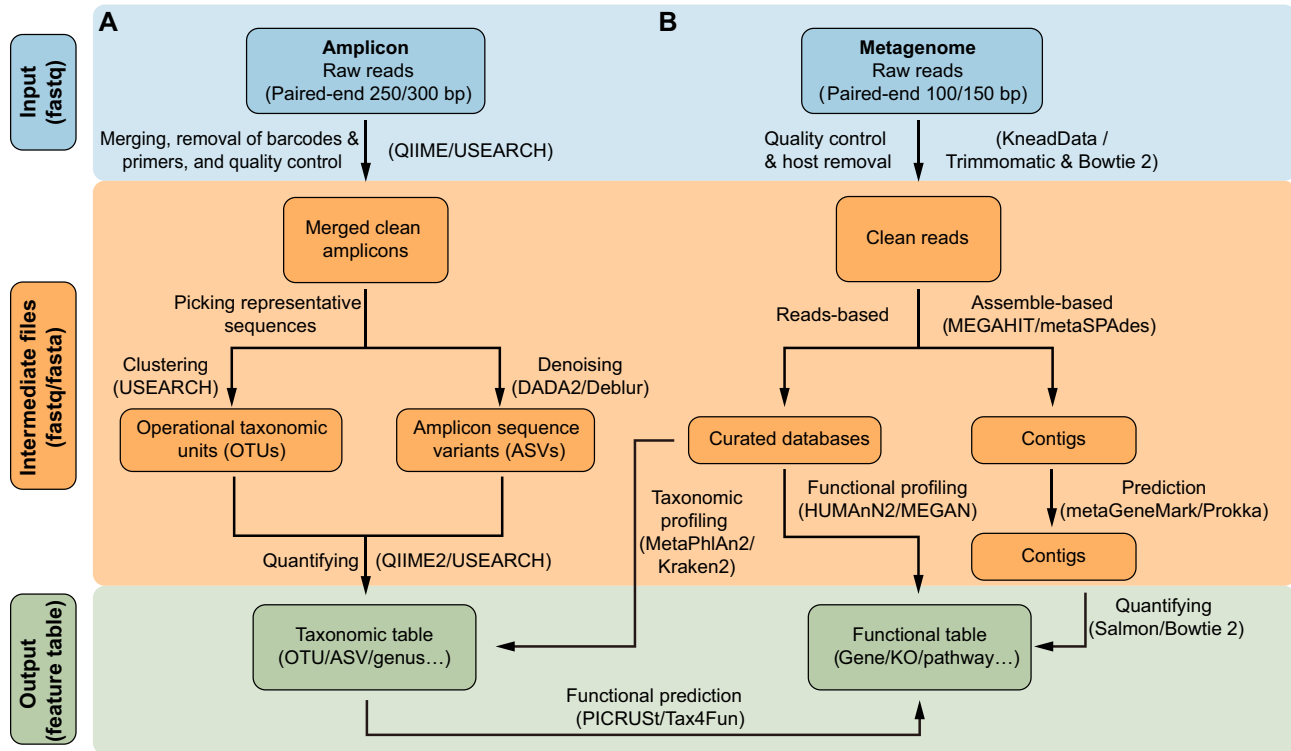 A
B
Input
(fastq)
Amplicon
Raw reads
(Paired-end 250/300 bp)
Metagenome
Raw reads
(Paired-end 100/150 bp)
Merging, removal of barcodes &
primers, and quality control
(QIIME/USEARCH)
Quality control
& host removal
(KneadData /
Trimmomatic & Bowtie 2)
Intermediate files
(fastq/fasta)
Merged clean
amplicons
Clean reads
Picking representative
sequences
Reads-based
Assemble-based
(MEGAHIT/metaSPAdes)
Clustering
(USEARCH)
Denoising
(DADA2/Deblur)
Operational taxonomic
units (OTUs)
Amplicon sequence
variants (ASVs)
Curated databases
Contigs
Taxonomic
profiling
(MetaPhlAn2/
Kraken2)
Functional profiling
(HUMAnN2/MEGAN)
Prediction
(metaGeneMark/Prokka)
Quantifying
(QIIME2/USEARCH)
Contigs
Output
(feature table)
Taxonomic table
(OTU/ASV/genus…)
Functional table
(Gene/KO/pathway…)
Quantifying
(Salmon/Bowtie 2)
Functional prediction
(PICRUSt/Tax4Fun)